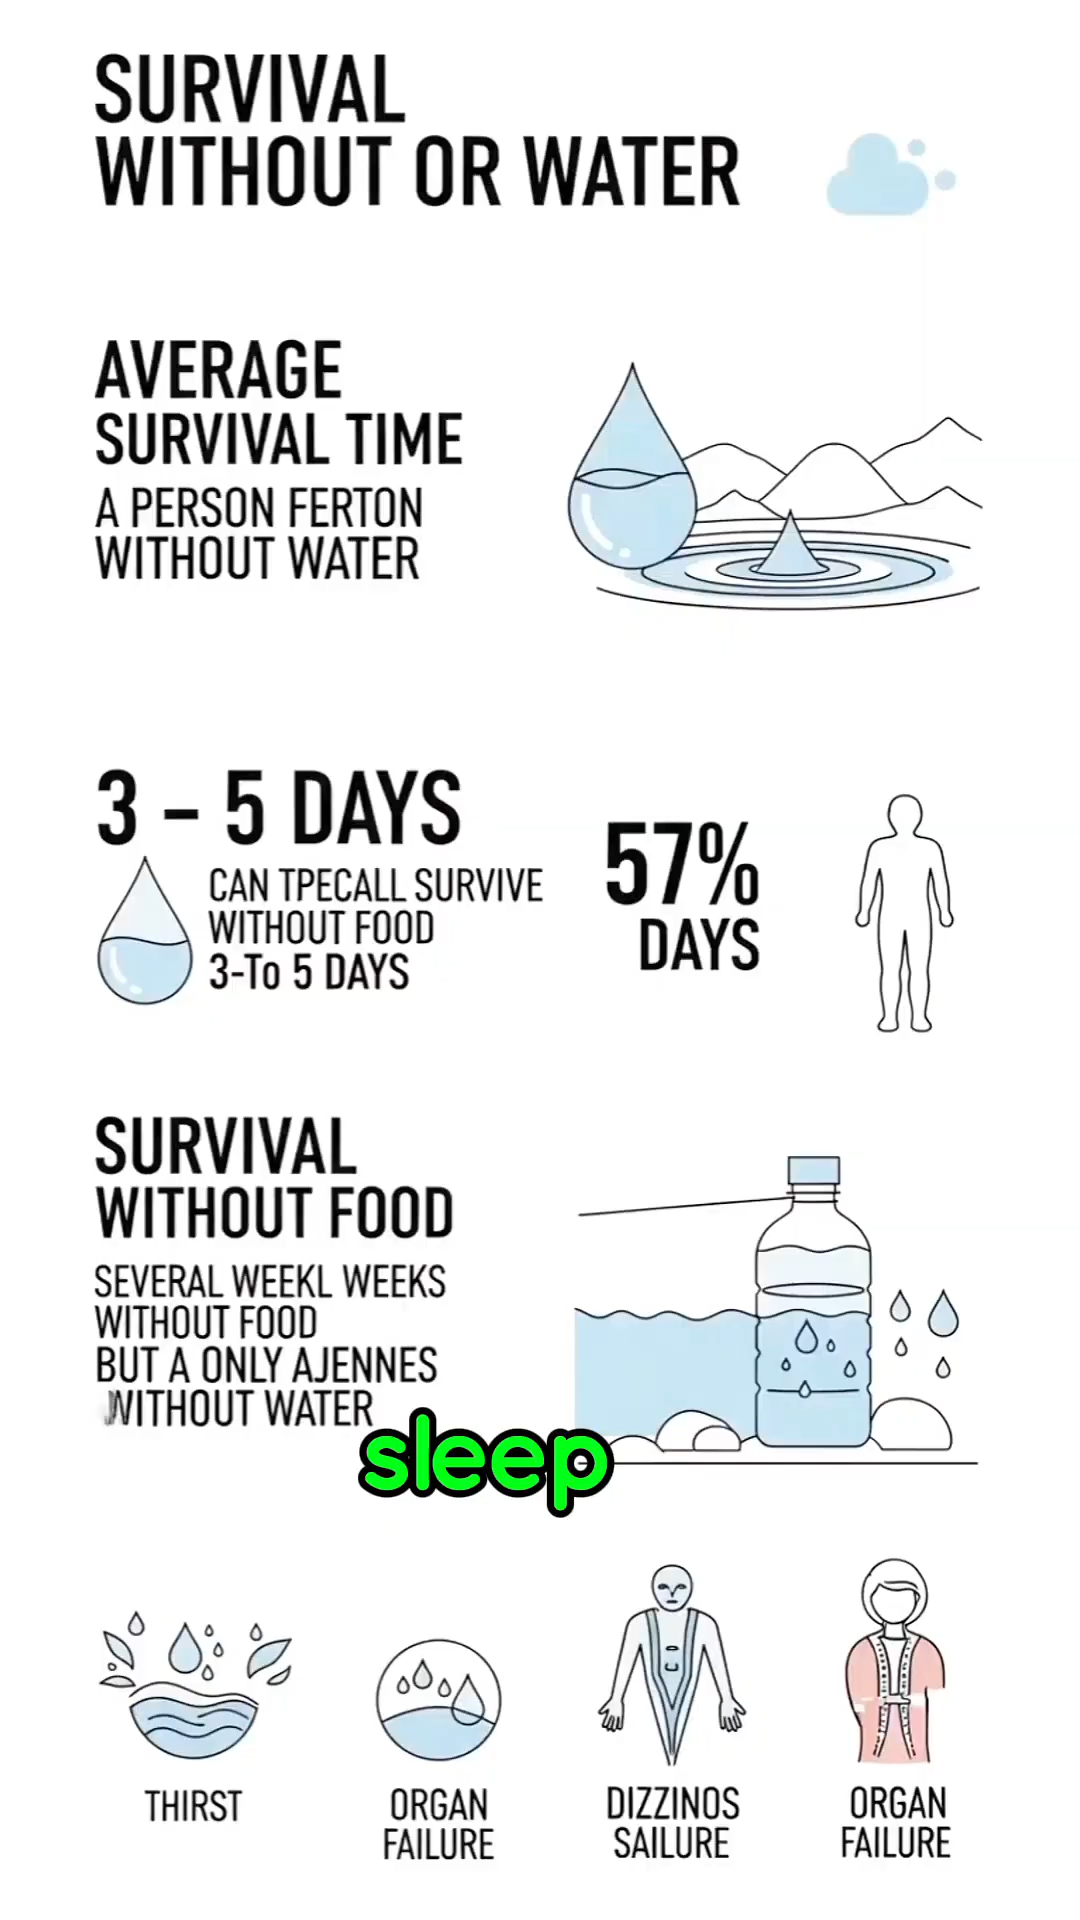 SURVIVAL
WITHOUT OR WATER
AVERAGE
SURVIVAL TIME
A PERSON FERTON
WITHOUT WATER
3 – 5 DAYS
CAN TPECALL SURVIVE
WITHOUT FOOD
3-To 5 DAYS
57%
DAYS
SURVIVAL
WITHOUT FOOD
SEVERAL WEEKL WEEKS
WITHOUT FOOD
BUT A ONLY AJENNES
WITHOUT WATER
sleep
THIRST
ORGAN
FAILURE
DIZZINOS
SAILURE
ORGAN
FAILURE